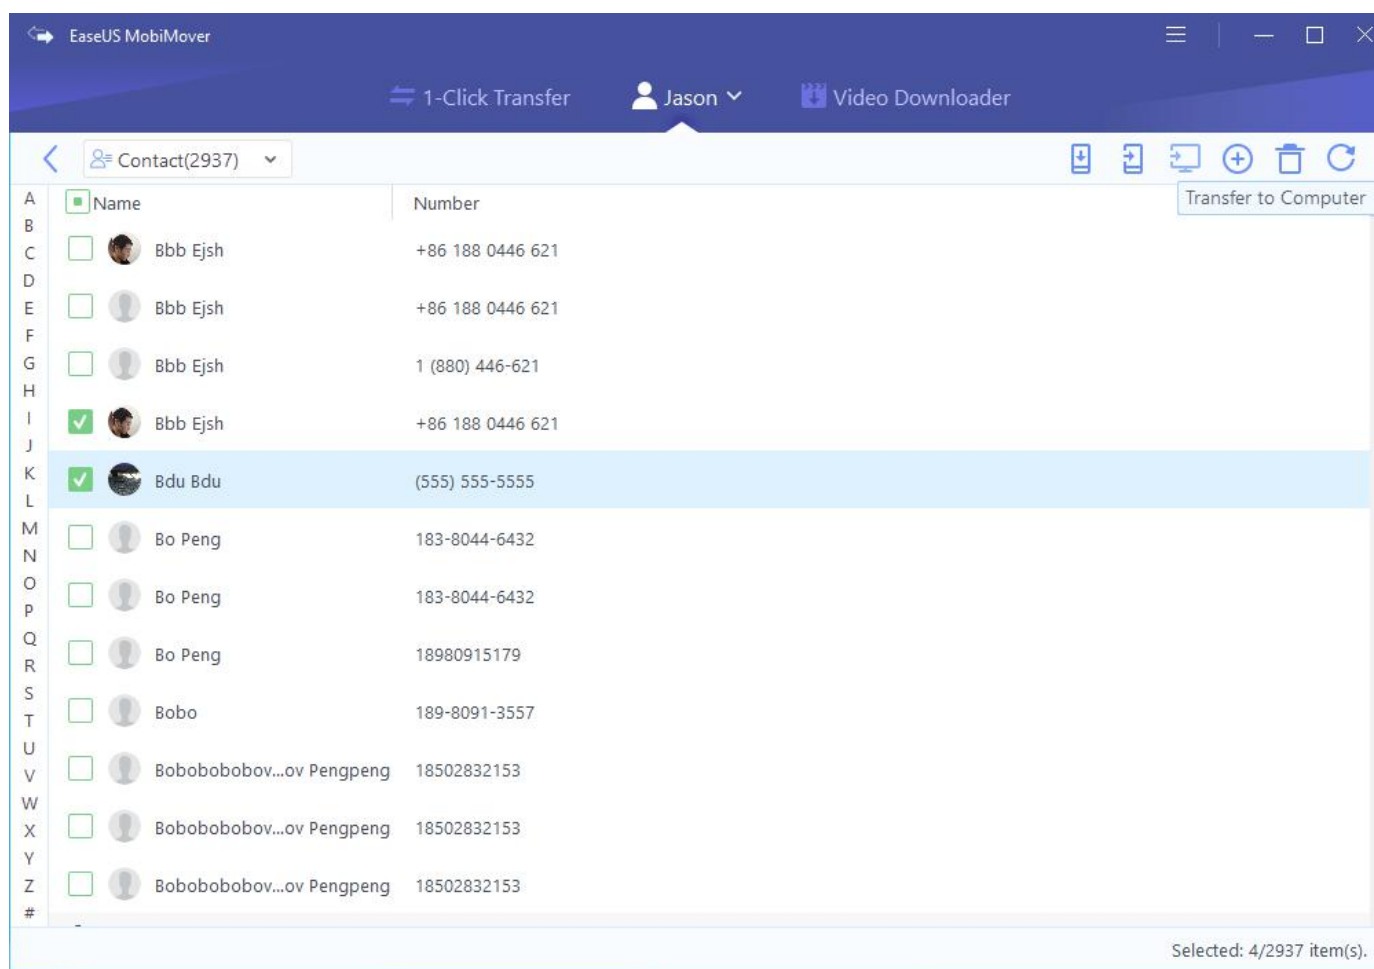 EaseUS MobiMover
1-Click Transfer Jason Video Downloader
Contact(2937)
Transfer to Computer
Name Number
Bbb Ejsh +86 188 0446 621
Bbb Ejsh +86 188 0446 621
Bbb Ejsh 1 (880) 446-621
Bbb Ejsh +86 188 0446 621
Bdu Bdu (555) 555-5555
Bo Peng 183-8044-6432
Bo Peng 183-8044-6432
Bo Peng 18980915179
Bobo 189-8091-3557
Bobobobobov...ov Pengpeng 18502832153
Bobobobobov...ov Pengpeng 18502832153
Bobobobobov...ov Pengpeng 18502832153
A
B
C
D
E
F
G
H
I
J
K
L
M
N
O
P
Q
R
S
T
U
V
W
X
Y
Z
#
Selected: 4/2937 item(s).